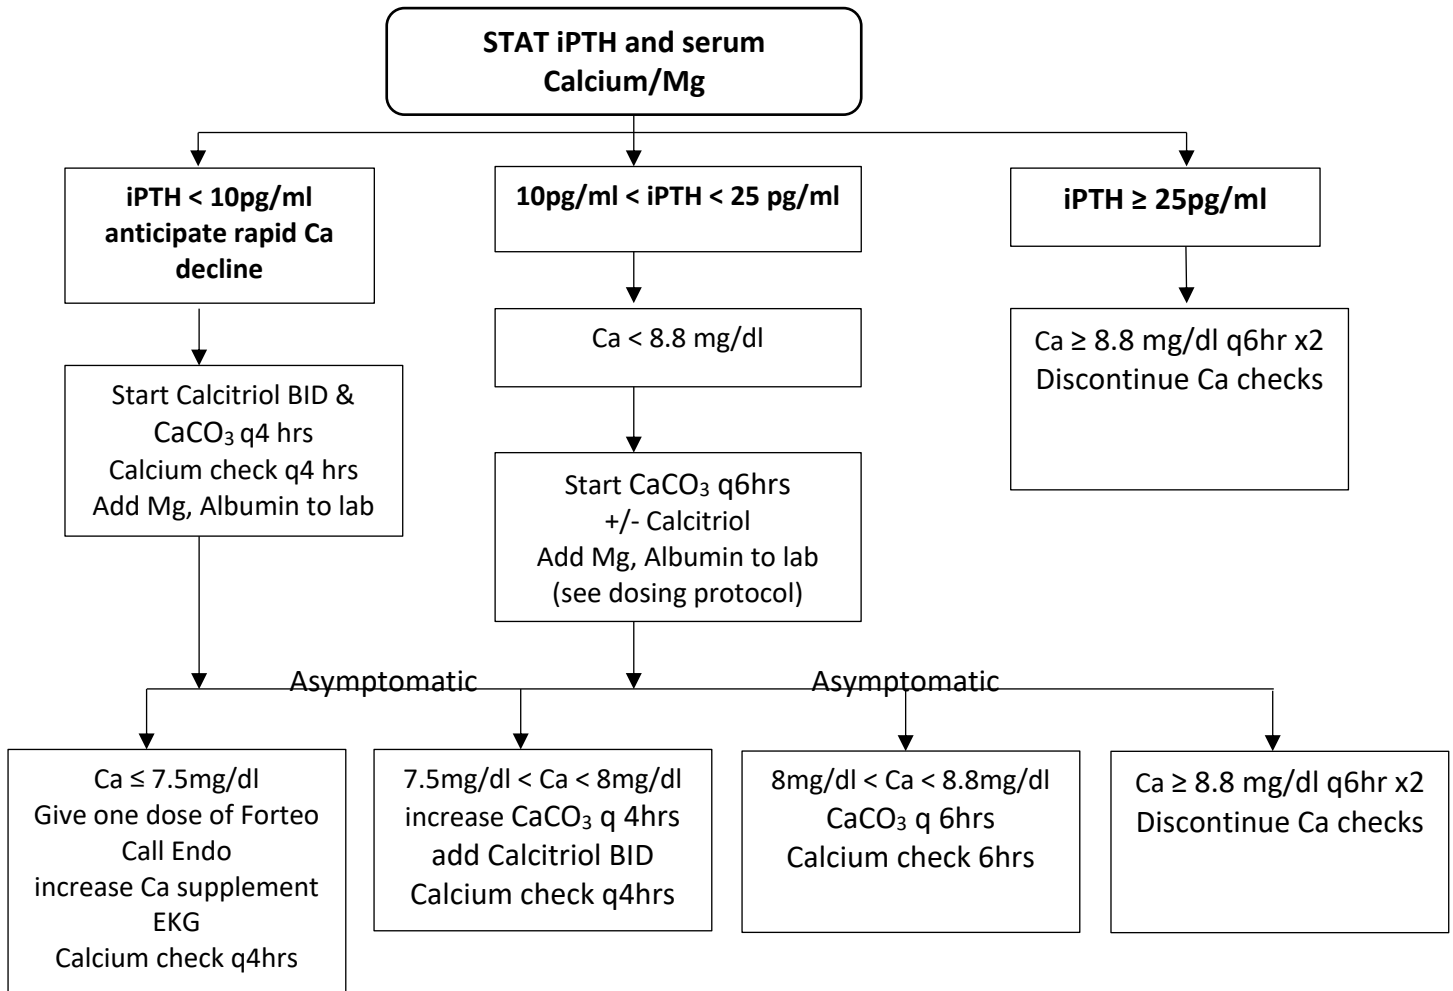 STAT iPTH and serum
Calcium/Mg
iPTH < 10pg/ml
anticipate rapid Ca
decline
10pg/ml < iPTH < 25 pg/ml
iPTH ≥ 25pg/ml
Start Calcitriol BID &
CaCO₃ q4 hrs
Calcium check q4 hrs
Add Mg, Albumin to lab
Ca < 8.8 mg/dl
Ca ≥ 8.8 mg/dl q6hr x2
Discontinue Ca checks
Start CaCO₃ q6hrs
+/- Calcitriol
Add Mg, Albumin to lab
(see dosing protocol)
Asymptomatic
Asymptomatic
Ca ≤ 7.5mg/dl
Give one dose of Forteo
Call Endo
increase Ca supplement
EKG
Calcium check q4hrs
7.5mg/dl < Ca < 8mg/dl
increase CaCO₃ q 4hrs
add Calcitriol BID
Calcium check q4hrs
8mg/dl < Ca < 8.8mg/dl
CaCO₃ q 6hrs
Calcium check 6hrs
Ca ≥ 8.8 mg/dl q6hr x2
Discontinue Ca checks